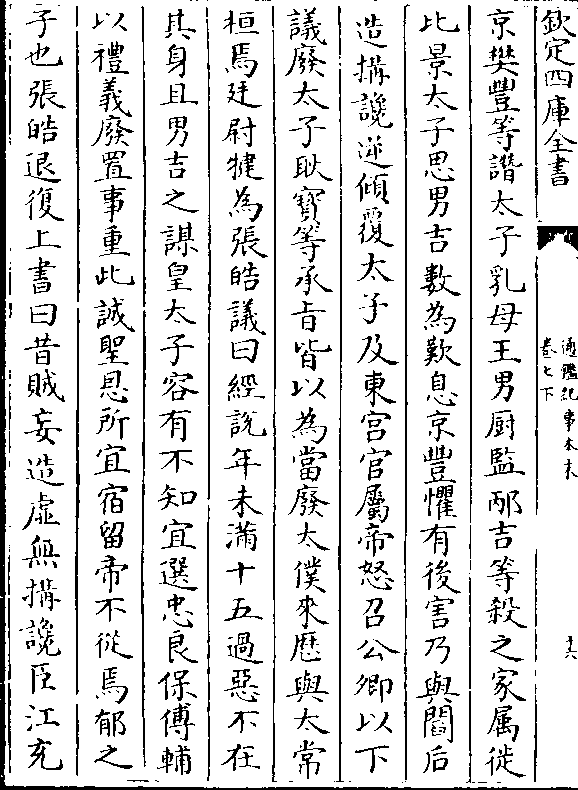 欽定四庫全書
通鑑紀事本末
卷七下
十六
京樊豐等譖太子乳母王男厨監邴吉等殺之家属徙
比景太子思男吉數為歎息京豐懼有後害乃與閻后
造搆讒逆傾覆太子及東宫官屬帝怒召公卿以下
議廢太子耿寳等承旨皆以為當廢太僕來歴與太常
桓焉廷尉犍為張皓議曰經說年未滿十五過惡不在
其身且男吉之謀皇太子容有不知宜選忠良保傅輔
以禮義廢置事重此誠聖恩所宜宿留帝不從焉郁之
子也張皓退復上書曰昔賊妄造虚無搆讒臣江充